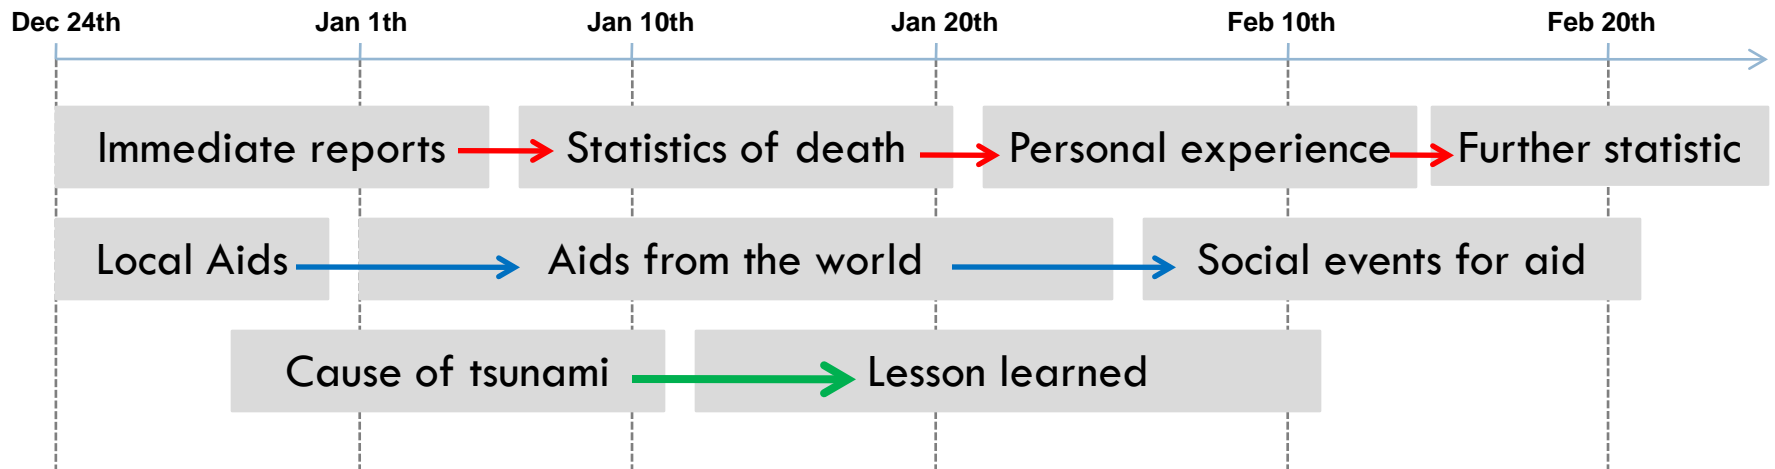 Dec 24th Jan 1th Jan 10th Jan 20th Feb 10th Feb 20th
Immediate reports Statistics of death Personal experience Further statistic
Local Aids Aids from the world Social events for aid
Cause of tsunami Lesson learned